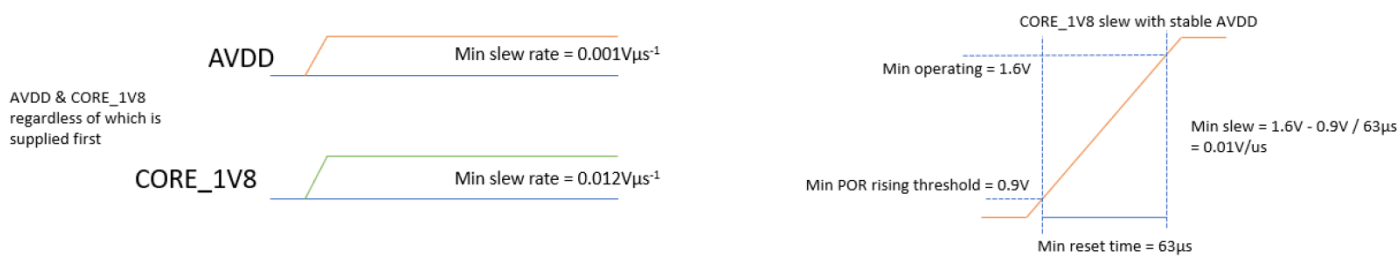 AVDD
Min slew rate = 0.001Vµs⁻¹
AVDD & CORE_1V8
regardless of which is
supplied first
CORE_1V8
Min slew rate = 0.012Vµs⁻¹
CORE_1V8 slew with stable AVDD
Min operating = 1.6V
Min slew = 1.6V - 0.9V / 63µs
= 0.01V/us
Min POR rising threshold = 0.9V
Min reset time = 63µs